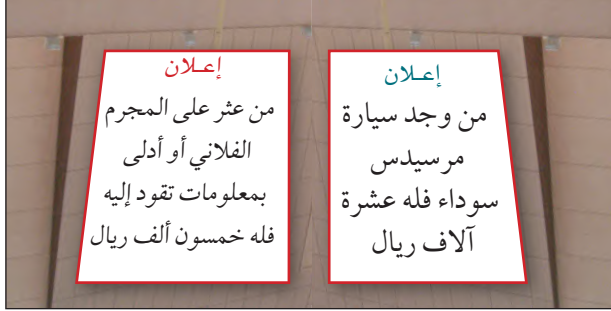 إعـلان
من وجد سيارة
مرسيدس
سوداء فله عشرة
آلاف ريال
إعـلان
من عثر على المجرم
الفلاني أو أدلى
بمعلومات تقود إليه
فله خمسون ألف ريال